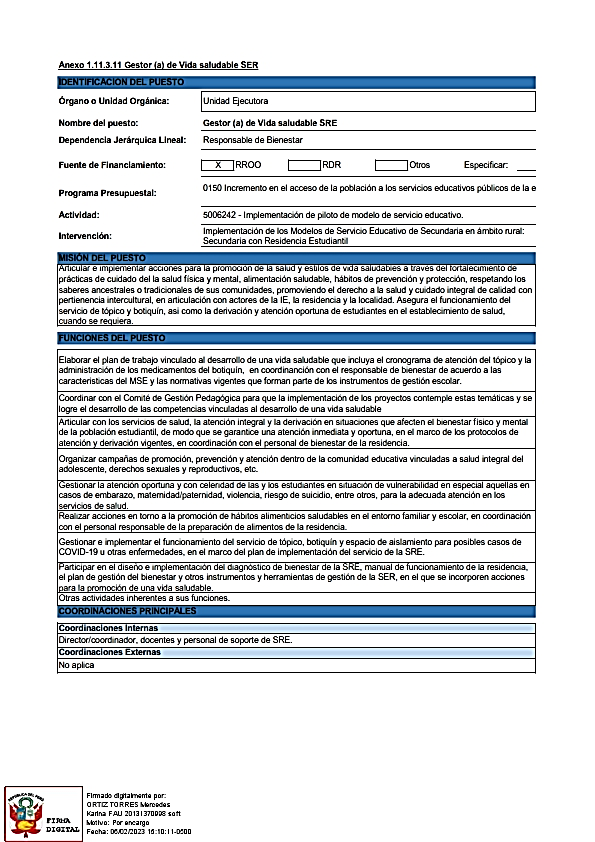 Anexo 1.11.3.11 Gestor (a) de Vida saludable SER
IDENTIFICACIÓN DEL PUESTO
Órgano o Unidad Orgánica: Unidad Ejecutora
Nombre del puesto: Gestor (a) de Vida saludable SRE
Dependencia Jerárquica Lineal: Responsable de Bienestar
Fuente de Financiamiento: X RROO RDR Otros Especificar:
Programa Presupuestal: 0150 Incremento en el acceso de la población a los servicios educativos públicos de la e
Actividad: 5006242 - Implementación de piloto de modelo de servicio educativo.
Intervención: Implementación de los Modelos de Servicio Educativo de Secundaria en ámbito rural:
Secundaria con Residencia Estudiantil
MISIÓN DEL PUESTO
Articular e implementar acciones para la promoción de la salud y estilos de vida saludables a través del fortalecimiento de
prácticas de cuidado del la salud física y mental, alimentación saludable, hábitos de prevención y protección, respetando los
saberes ancestrales o tradicionales de sus comunidades, promoviendo el derecho a la salud y cuidado integral de calidad con
pertinencia intercultural, en articulación con actores de la IE, la residencia y la localidad. Asegura el funcionamiento del
servicio de tópico y botiquín, asi como la derivación y atención oportuna de estudiantes en el establecimiento de salud,
cuando se requiera.
FUNCIONES DEL PUESTO
Elaborar el plan de trabajo vinculado al desarrollo de una vida saludable que incluya el cronograma de atención del tópico y la
administración de los medicamentos del botiquín, en coordinanción con el responsable de bienestar de acuerdo a las
caracteristicas del MSE y las normativas vigentes que forman parte de los instrumentos de gestión escolar.
Coordinar con el Comité de Gestión Pedagógica para que la implementación de los proyectos contemple estas temáticas y se
logre el desarrollo de las competencias vinculadas al desarrollo de una vida saludable
Articular con los servicios de salud, la atención integral y la derivación en situaciones que afecten el bienestar físico y mental
de la población estudiantil, de modo que se garantice una atención inmediata y oportuna, en el marco de los protocolos de
atención y derivación vigentes, en coordinación con el personal de bienestar de la residencia.
Organizar campañas de promoción, prevención y atención dentro de la comunidad educativa vinculadas a salud integral del
adolescente, derechos sexuales y reproductivos, etc.
Gestionar la atención oportuna y con celeridad de las y los estudiantes en situación de vulnerabilidad en especial aquellas en
casos de embarazo, maternidad/paternidad, violencia, riesgo de suicidio, entre otros, para la adecuada atención en los
servicios de salud.
Realizar acciones en torno a la promoción de hábitos alimenticios saludables en el entorno familiar y escolar, en coordinación
con el personal responsable de la preparación de alimentos de la residencia.
Gestionar e implementar el funcionamiento del servicio de tópico, botiquín y espacio de aislamiento para posibles casos de
COVID-19 u otras enfermedades, en el marco del plan de implementación del servicio de la SRE.
Participar en el diseño e implementación del diagnóstico de bienestar de la SRE, manual de funcionamiento de la residencia,
el plan de gestión del bienestar y otros instrumentos y herramientas de gestión de la SER, en el que se incorporen acciones
para la promoción de una vida saludable.
Otras actividades inherentes a sus funciones.
COORDINACIONES PRINCIPALES
Coordinaciones Internas
Director/coordinador, docentes y personal de soporte de SRE.
Coordinaciones Externas
No aplica
REPUBLICA DEL PERU
FIRMA
DIGITAL
Firmado digitalmente por:
ORTIZ TORRES Mercedes
Karina FAU 20131370998 soft
Motivo: Por encargo
Fecha: 06/02/2023 16:10:11-0500